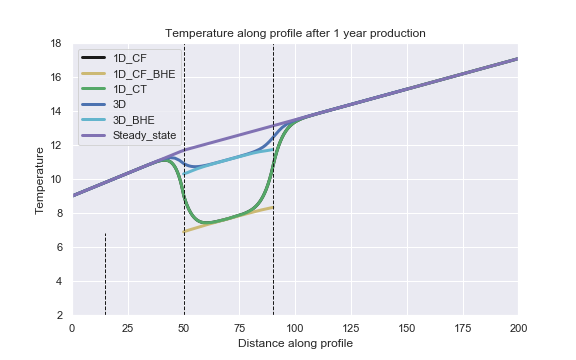 Temperature along profile after 1 year production
18
16
14
12
10
8
6
4
2
Temperature
1D_CF
1D_CF_BHE
1D_CT
3D
3D_BHE
Steady_state
0 25 50 75 100 125 150 175 200
Distance along profile